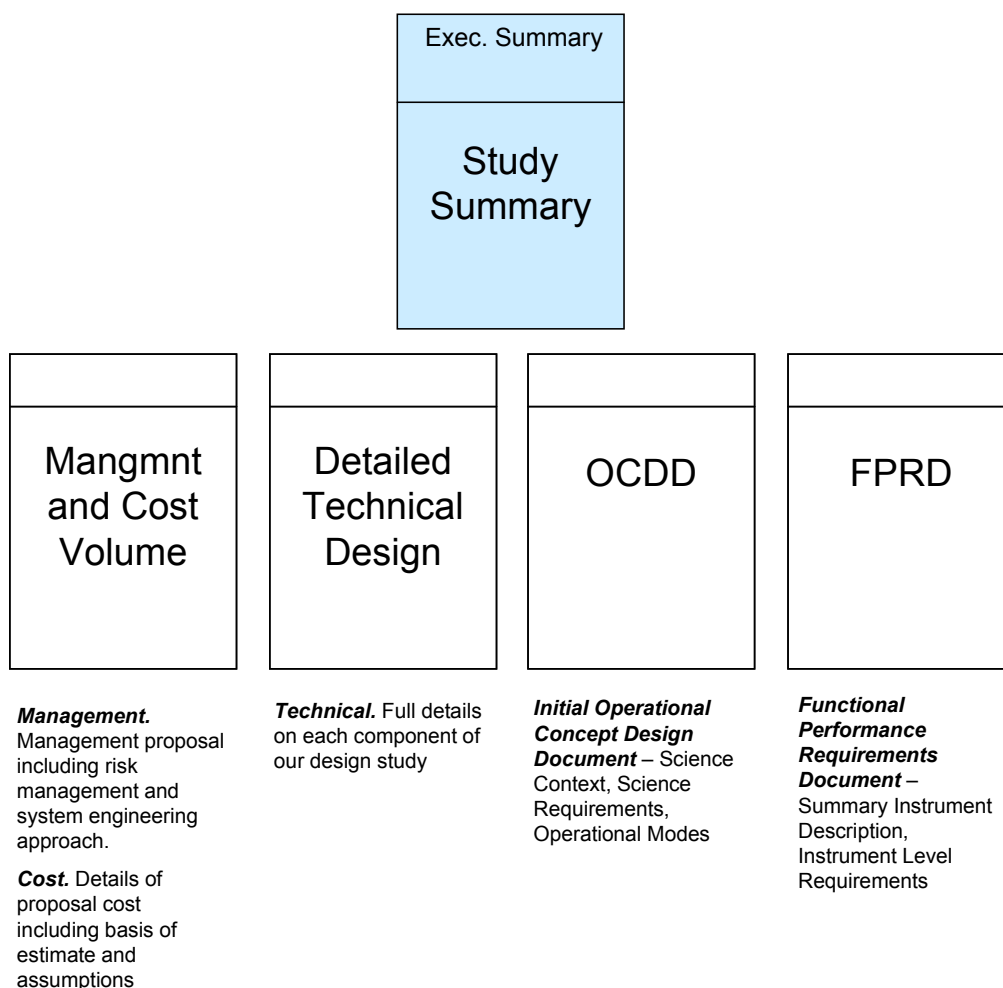 Exec. Summary
Study
Summary
Mangmnt
and Cost
Volume
Detailed
Technical
Design
OCDD
FPRD
Management.
Management proposal
including risk
management and
system engineering
approach.
Cost. Details of
proposal cost
including basis of
estimate and
assumptions
Technical. Full details
on each component of
our design study
Initial Operational
Concept Design
Document – Science
Context, Science
Requirements,
Operational Modes
Functional
Performance
Requirements
Document –
Summary Instrument
Description,
Instrument Level
Requirements